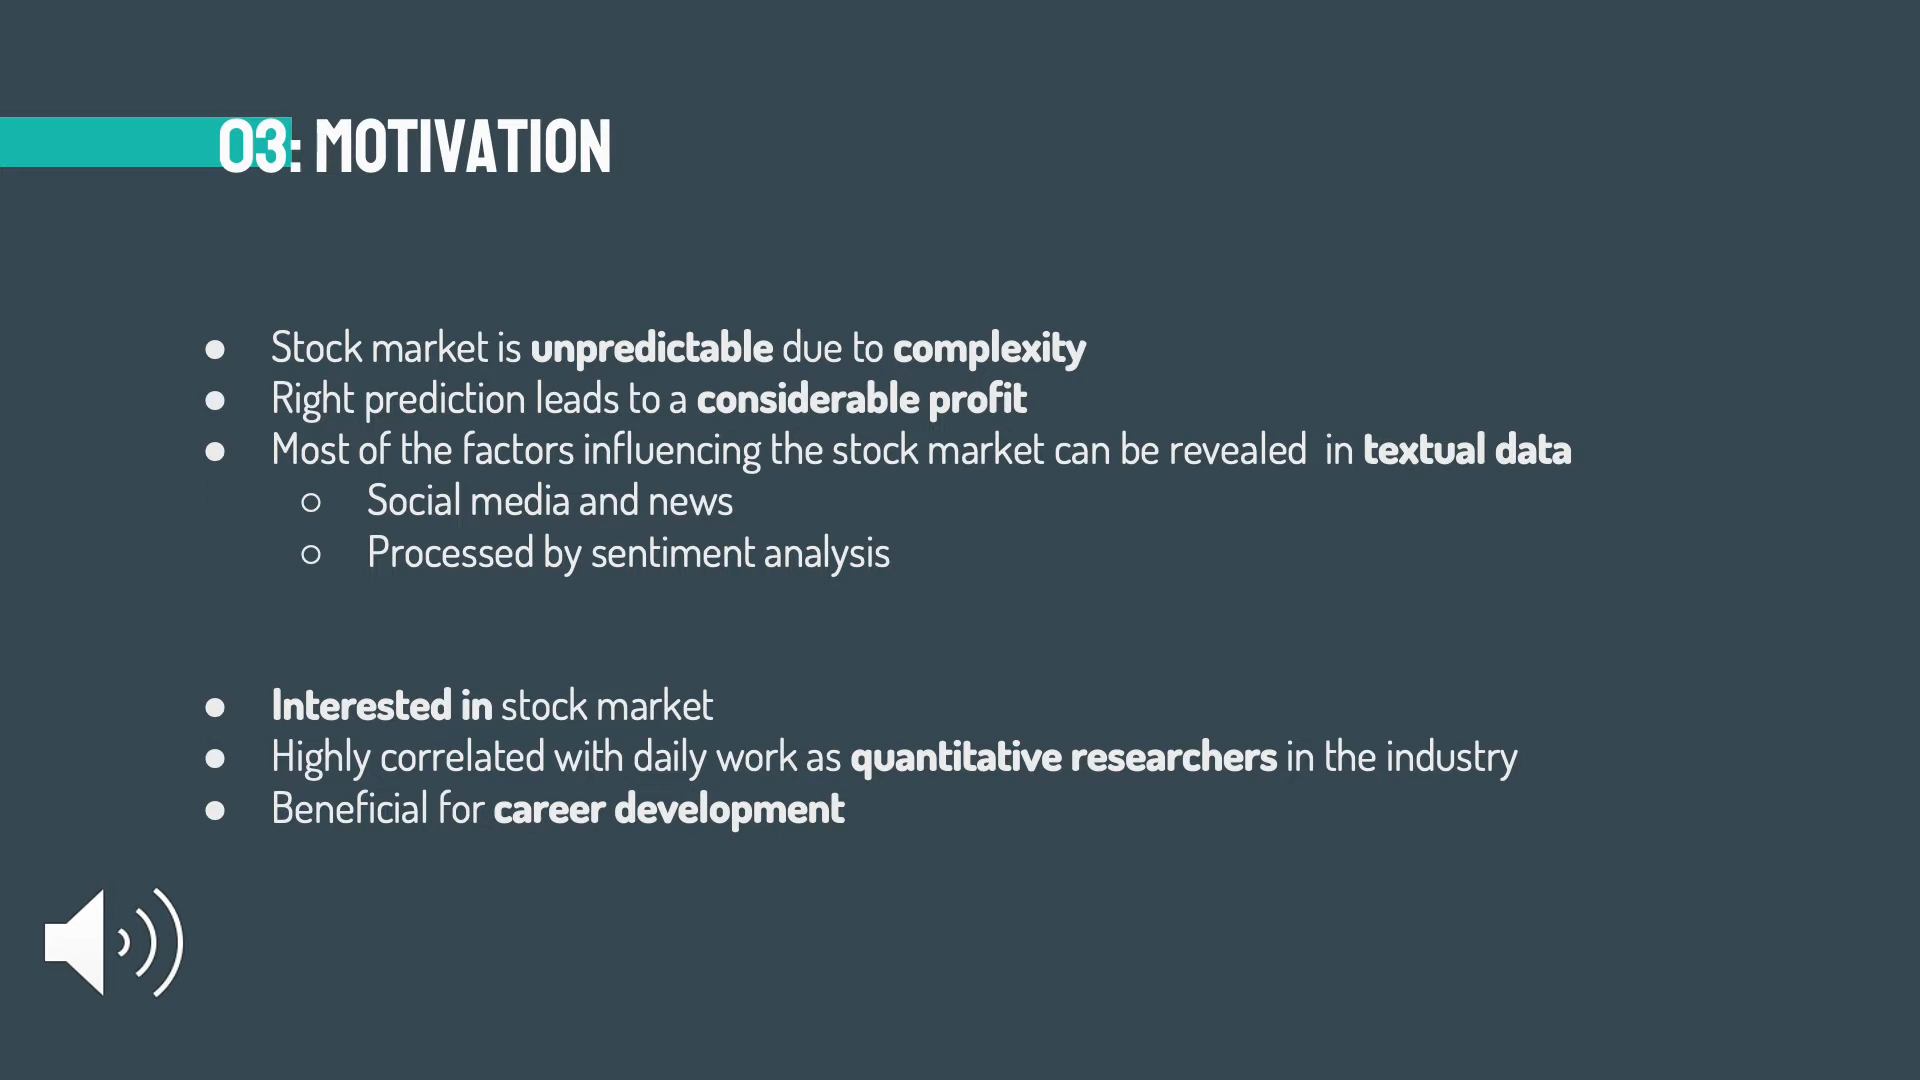 03: MOTIVATION
● Stock market is unpredictable due to complexity
● Right prediction leads to a considerable profit
● Most of the factors influencing the stock market can be revealed in textual data
○ Social media and news
○ Processed by sentiment analysis
● Interested in stock market
● Highly correlated with daily work as quantitative researchers in the industry
● Beneficial for career development